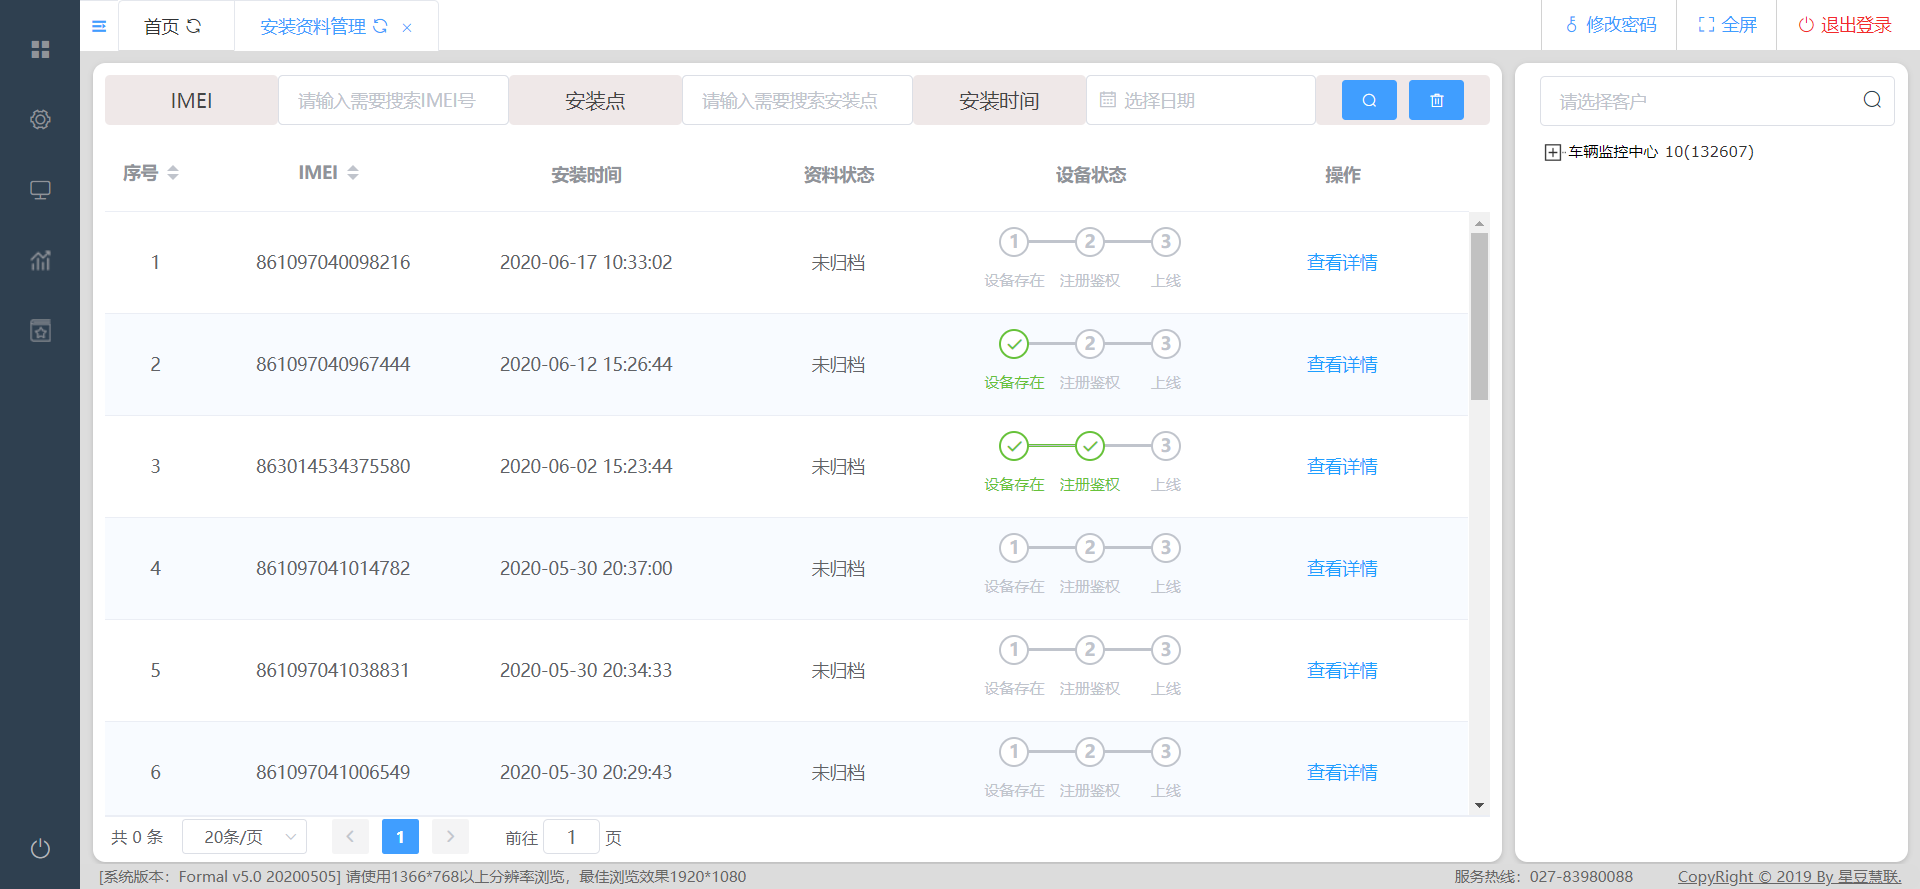 首页 安装资料管理 修改密码 全屏 退出登录
IMEI 请输入需要搜索IMEI号 安装点 请输入需要搜索安装点 安装时间 选择日期 请选择客户
车辆监控中心 10(132607)
序号 IMEI 安装时间 资料状态 设备状态 操作
1 861097040098216 2020-06-17 10:33:02 未归档 1 2 3 查看详情
设备存在 注册鉴权 上线
2 861097040967444 2020-06-12 15:26:44 未归档 2 3 查看详情
设备存在 注册鉴权 上线
3 863014534375580 2020-06-02 15:23:44 未归档 3 查看详情
设备存在 注册鉴权 上线
4 861097041014782 2020-05-30 20:37:00 未归档 1 2 3 查看详情
设备存在 注册鉴权 上线
5 861097041038831 2020-05-30 20:34:33 未归档 1 2 3 查看详情
设备存在 注册鉴权 上线
6 861097041006549 2020-05-30 20:29:43 未归档 1 2 3 查看详情
设备存在 注册鉴权 上线
共 0 条 20条/页 1 前往 1 页
[系统版本：Formal v5.0 20200505] 请使用1366*768以上分辨率浏览，最佳浏览效果1920*1080 服务热线：027-83980088 CopyRight © 2019 By 星豆慧联.